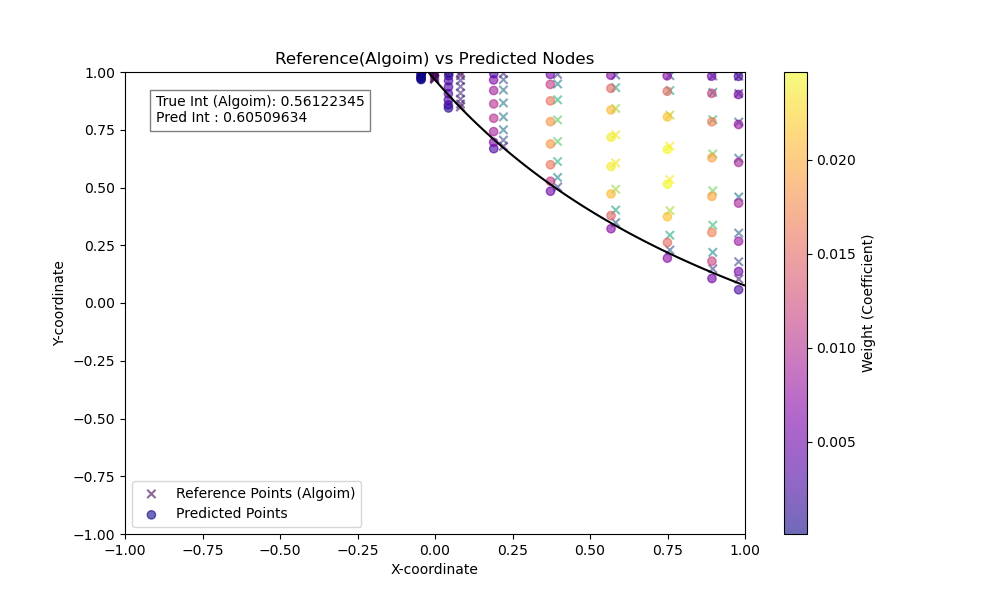 Reference(Algoim) vs Predicted Nodes
True Int (Algoim): 0.56122345
Pred Int : 0.60509634
1.00
0.75
0.50
0.25
0.00
−0.25
−0.50
−0.75
−1.00
Y-coordinate
Reference Points (Algoim)
Predicted Points
−1.00
−0.75
−0.50
−0.25
0.00
0.25
0.50
0.75
1.00
X-coordinate
0.020
0.015
0.010
0.005
Weight (Coefficient)